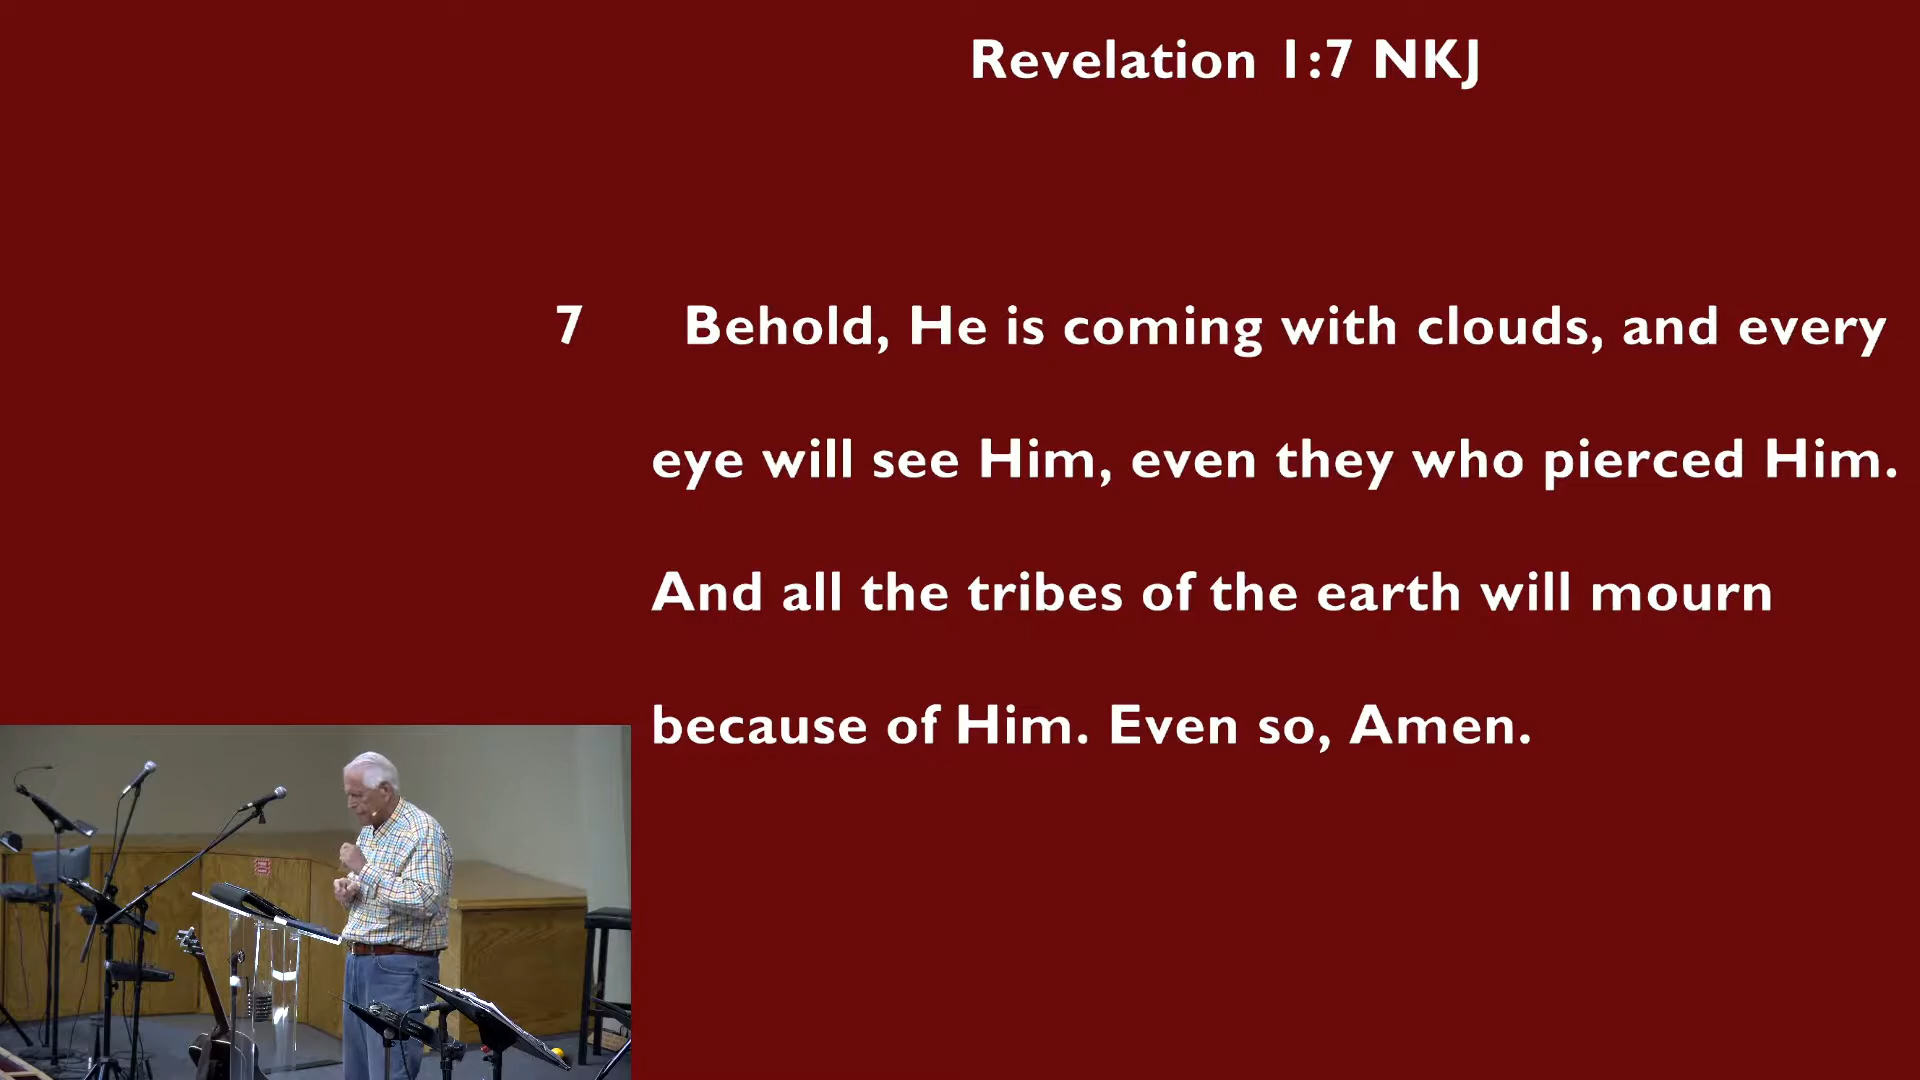 Revelation 1:7 NKJ
7 Behold, He is coming with clouds, and every
eye will see Him, even they who pierced Him.
And all the tribes of the earth will mourn
because of Him. Even so, Amen.